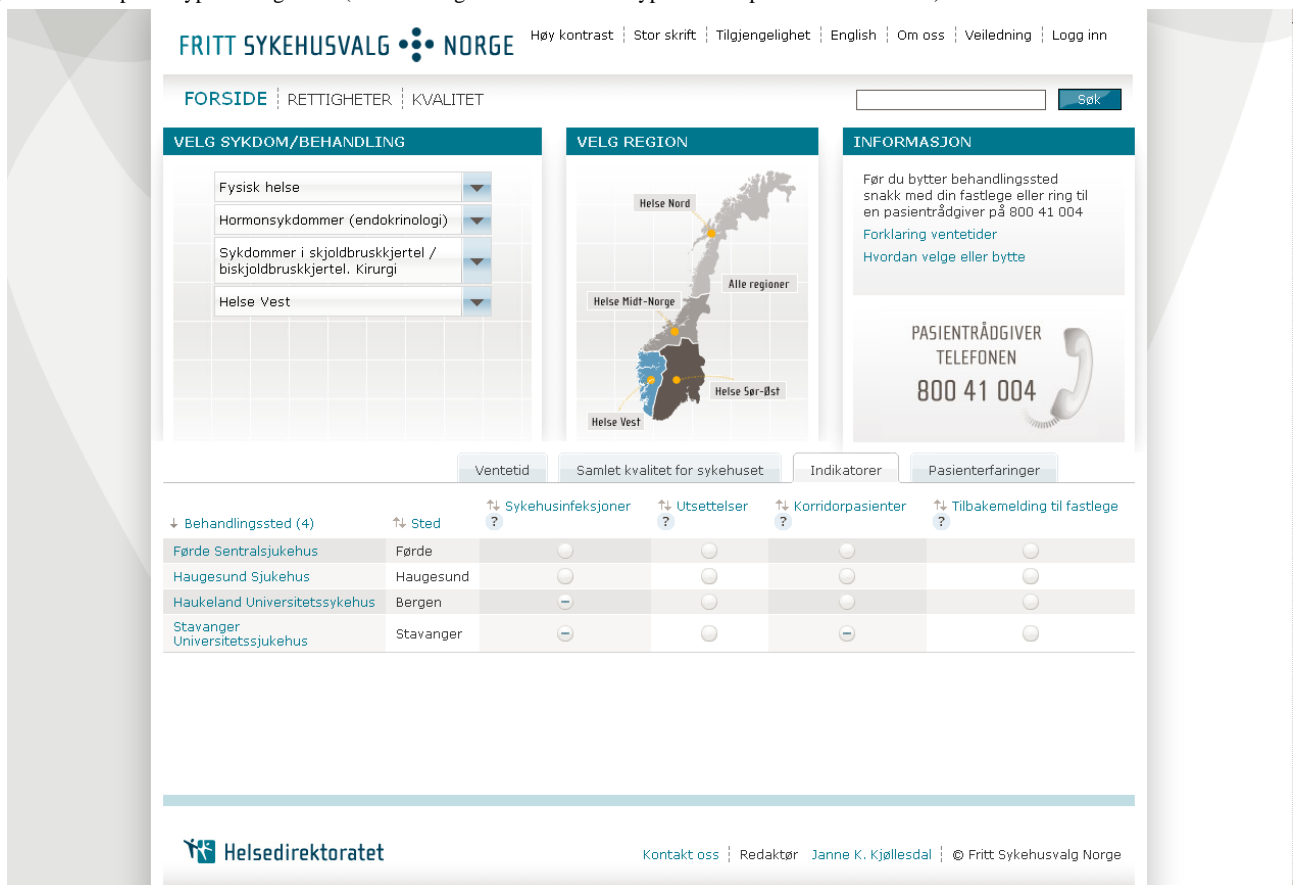 FRITT SYKEHUSVALG NORGE
Høy kontrast Stor skrift Tilgjengelighet English Om oss Veiledning Logg inn
FORSIDE RETTIGHETER KVALITET
Søk
VELG SYKDOM/BEHANDLING
Fysisk helse
Hormonsykdommer (endokrinologi)
Sykdommer i skjoldbruskkjertel /
biskjoldbruskkjertel. Kirurgi
Helse Vest
VELG REGION
Helse Nord
Alle regioner
Helse Midt-Norge
Helse Sør-Øst
Helse Vest
INFORMASJON
Før du bytter behandlingssted
snakk med din fastlege eller ring til
en pasientrådgiver på 800 41 004
Forklaring ventetider
Hvordan velge eller bytte
PASIENTRÅDGIVER
TELEFONEN
800 41 004
Ventetid Samlet kvalitet for sykehuset Indikatorer Pasienterfaringer
Behandlingssted (4) Sted Sykehusinfeksjoner ? Utsettelser ? Korridorpasienter ? Tilbakemelding til fastlege ?
Førde Sentralsjukehus Førde
Haugesund Sjukehus Haugesund
Haukeland Universitetssykehus Bergen
Stavanger
Universitetssjukehus Stavanger
Helsedirektoratet
Kontakt oss Redaktør Janne K. Kjøllesdal © Fritt Sykehusvalg Norge